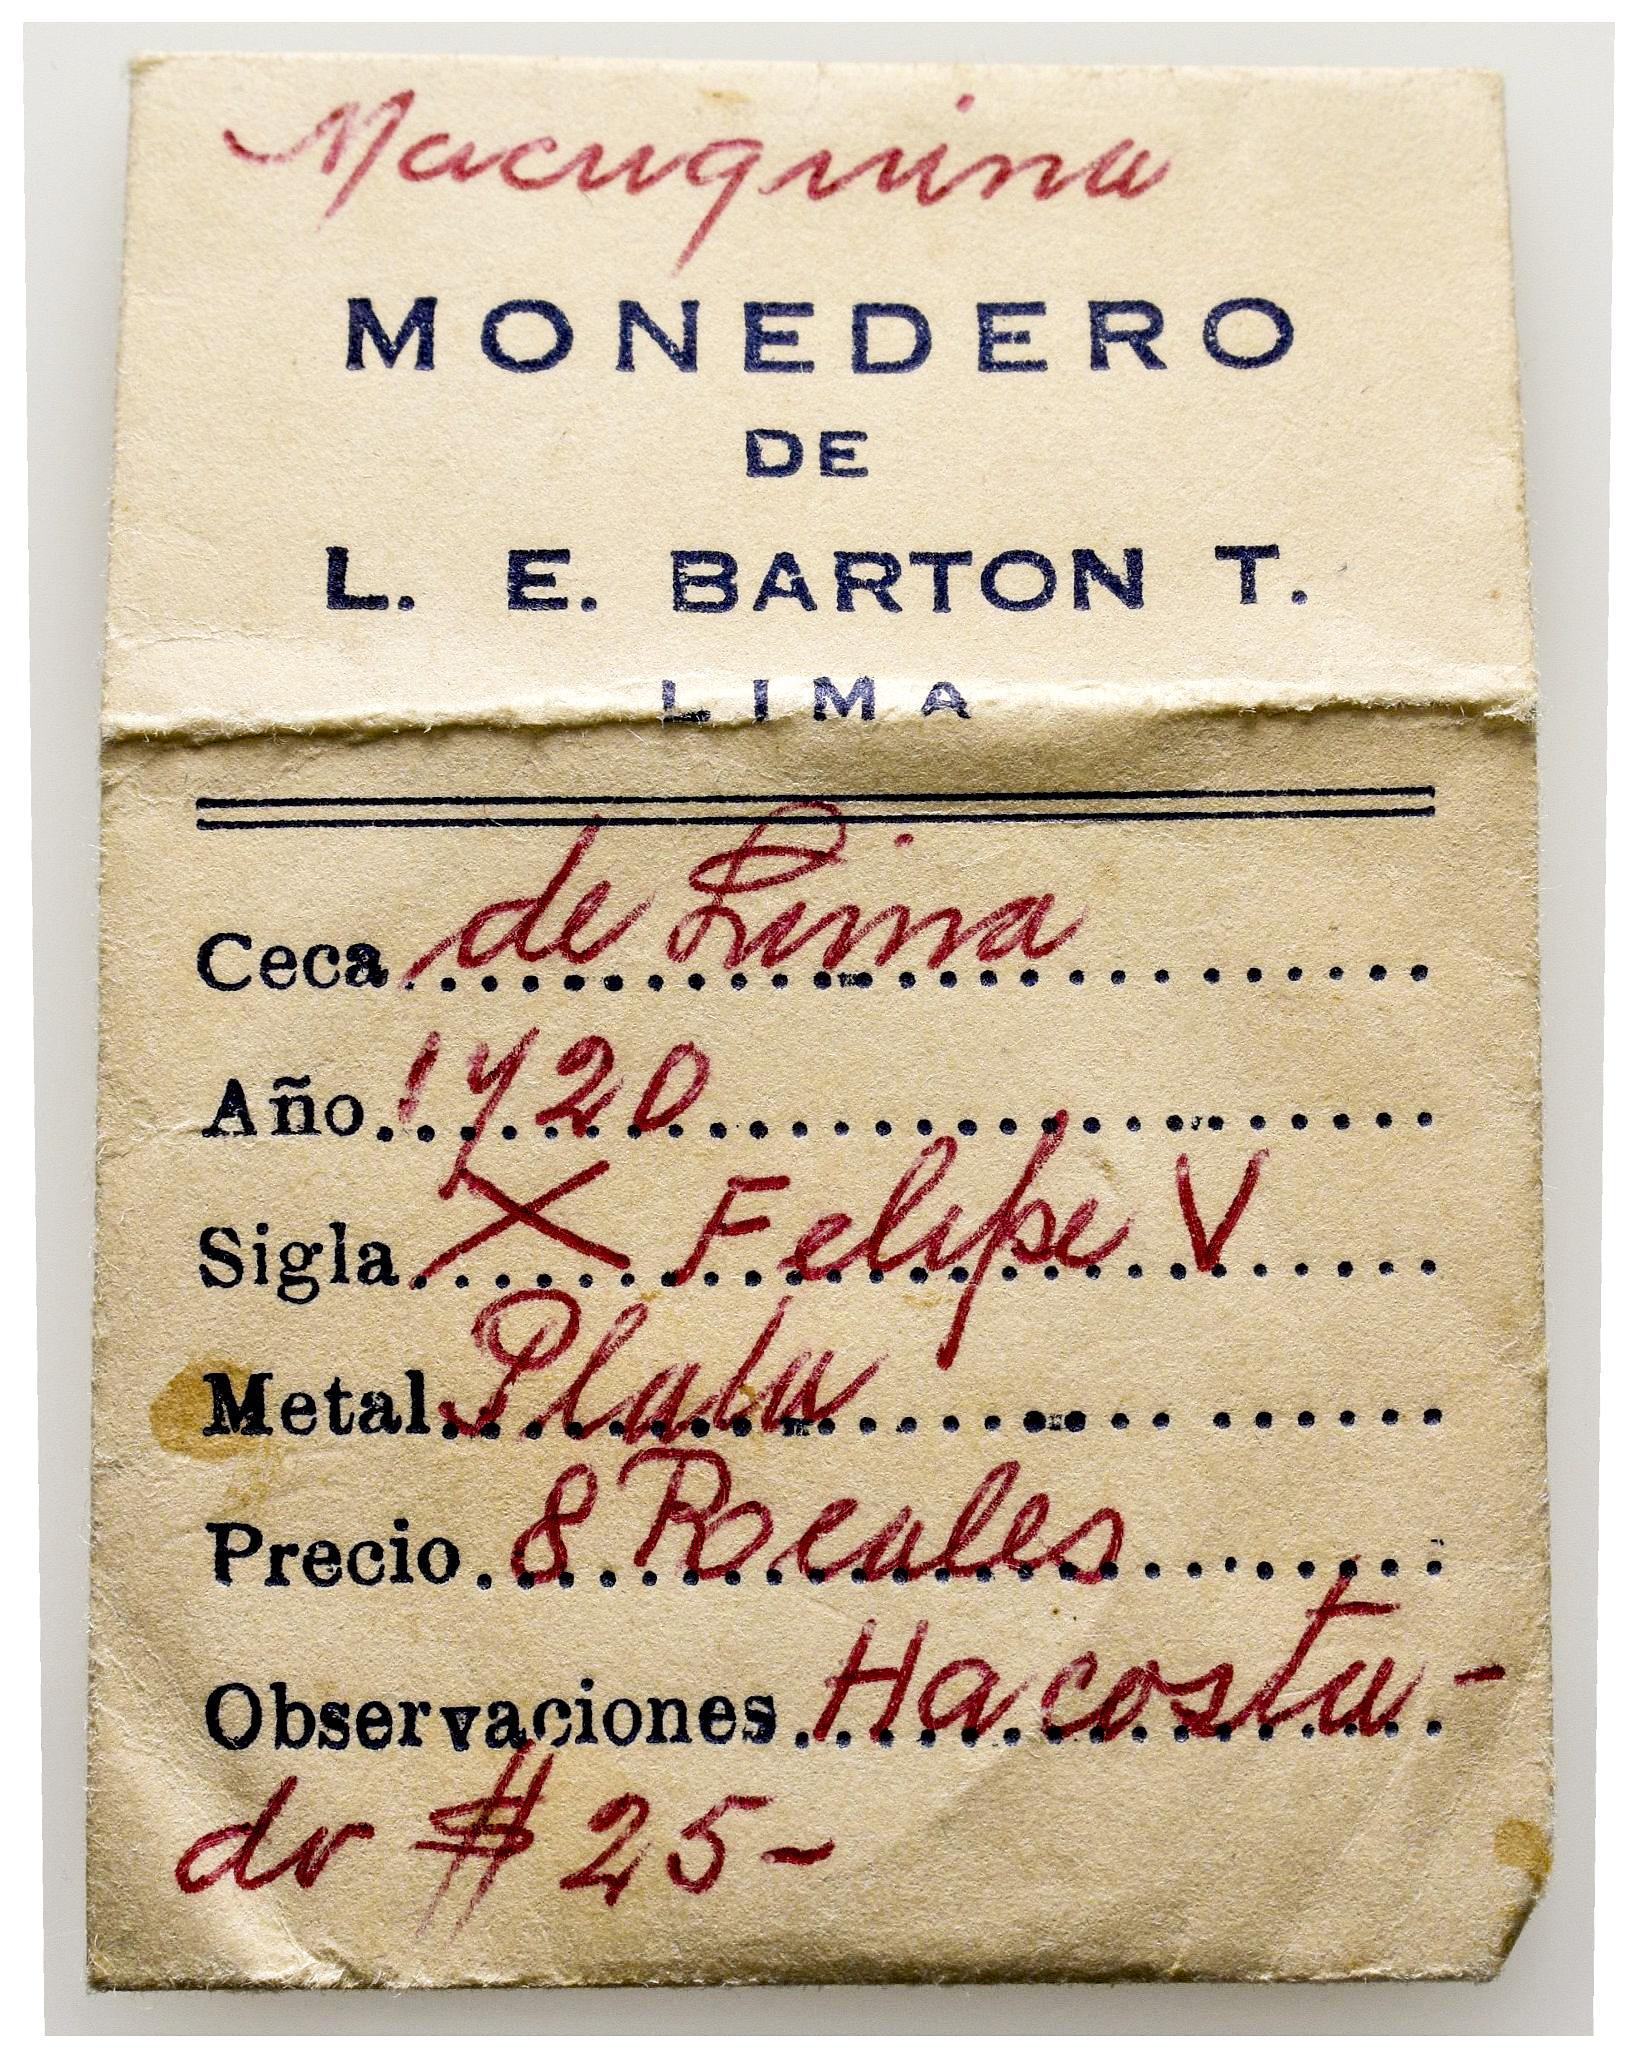 Macuquina
MONEDERO
DE
L. E. BARTON T.
LIMA
Ceca de Lima
Año 1720
Sigla X Felipe V
Metal Plata
Precio 8 Reales
Observaciones Ha costa-
do $ 25-